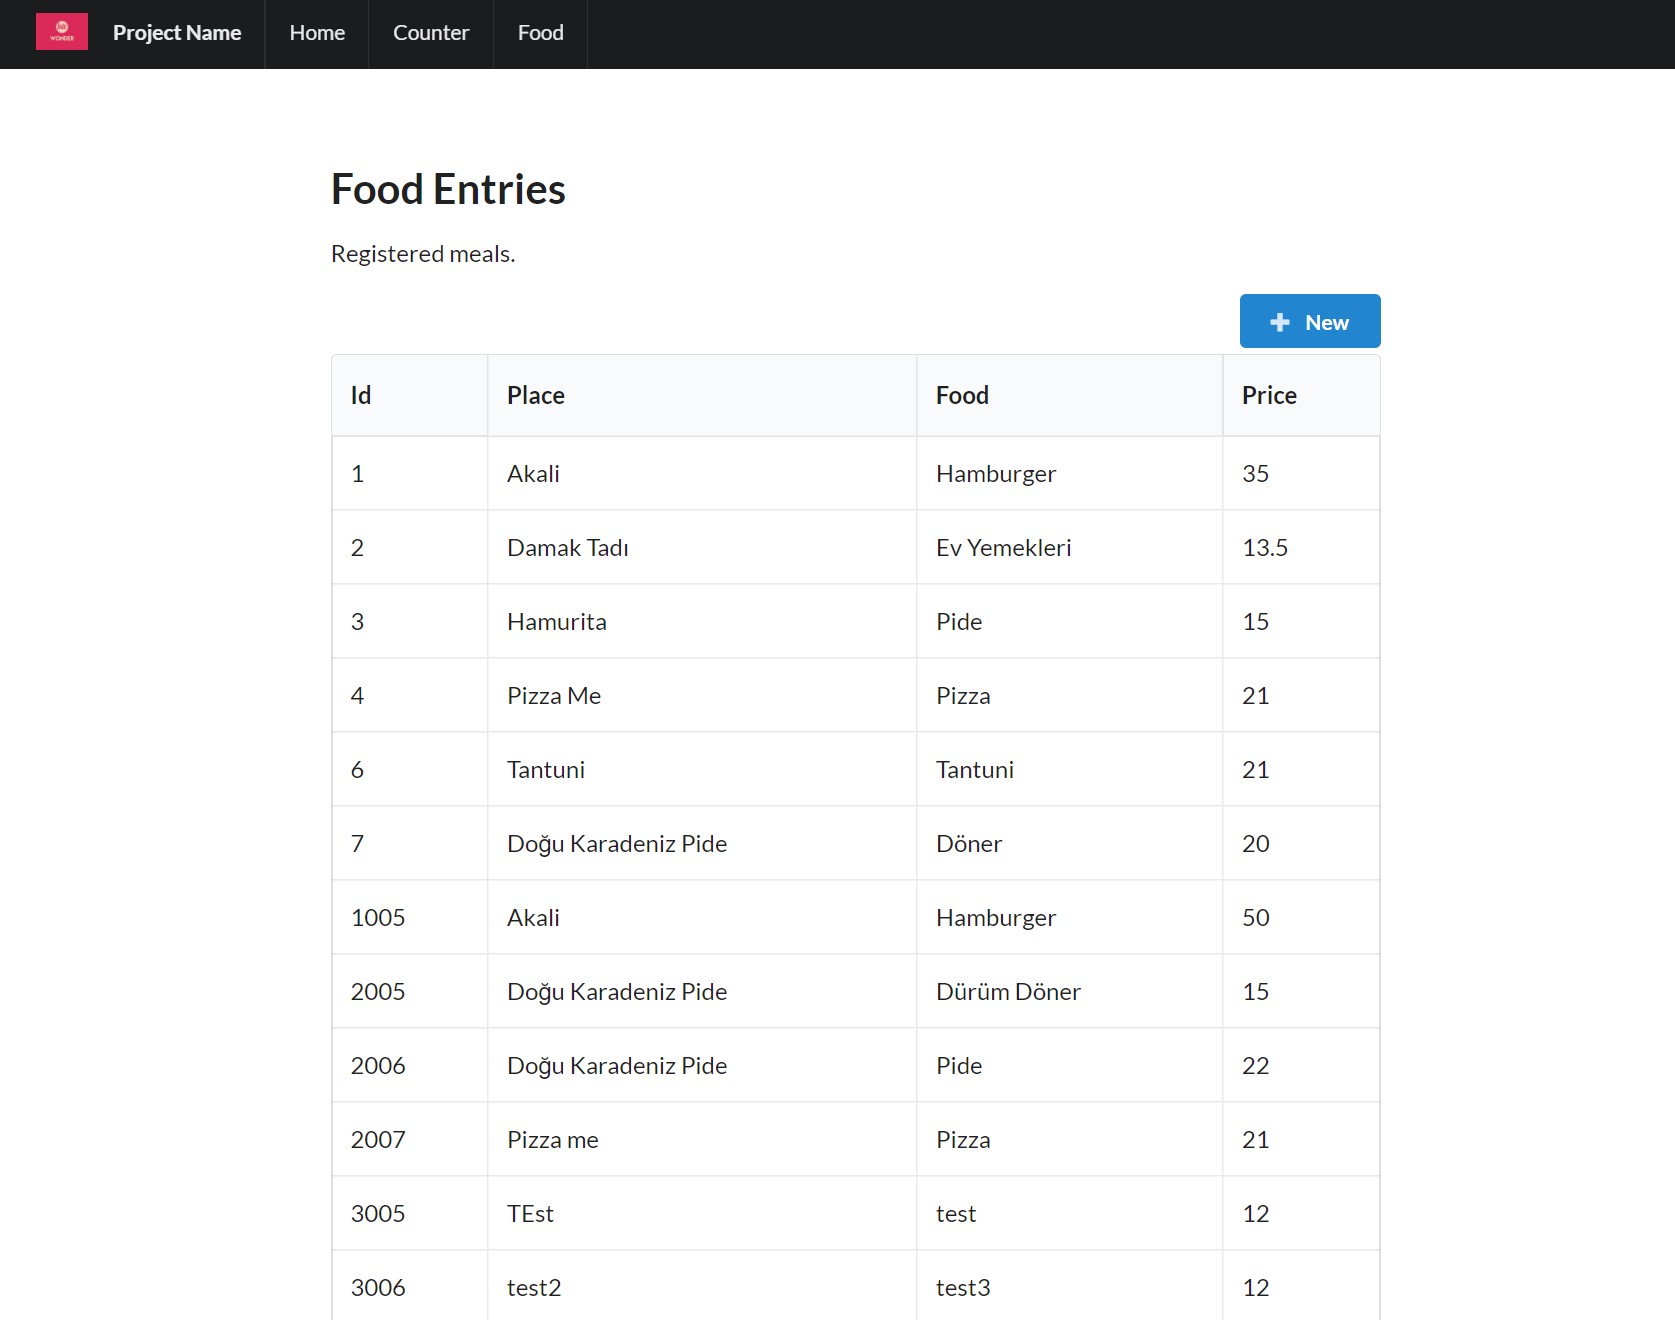 WONDER
Project Name Home Counter Food
Food Entries
Registered meals.
New
Id Place Food Price
1 Akali Hamburger 35
2 Damak Tadı Ev Yemekleri 13.5
3 Hamurita Pide 15
4 Pizza Me Pizza 21
6 Tantuni Tantuni 21
7 Doğu Karadeniz Pide Döner 20
1005 Akali Hamburger 50
2005 Doğu Karadeniz Pide Dürüm Döner 15
2006 Doğu Karadeniz Pide Pide 22
2007 Pizza me Pizza 21
3005 TEst test 12
3006 test2 test3 12